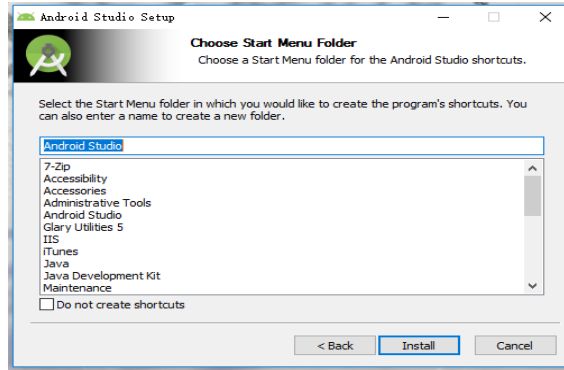 Android Studio Setup
Choose Start Menu Folder
Choose a Start Menu folder for the Android Studio shortcuts.
Select the Start Menu folder in which you would like to create the program's shortcuts. You
can also enter a name to create a new folder.
Android Studio
7-Zip
Accessibility
Accessories
Administrative Tools
Android Studio
Glary Utilities 5
IIS
iTunes
Java
Java Development Kit
Maintenance
Do not create shortcuts
< Back
Install
Cancel